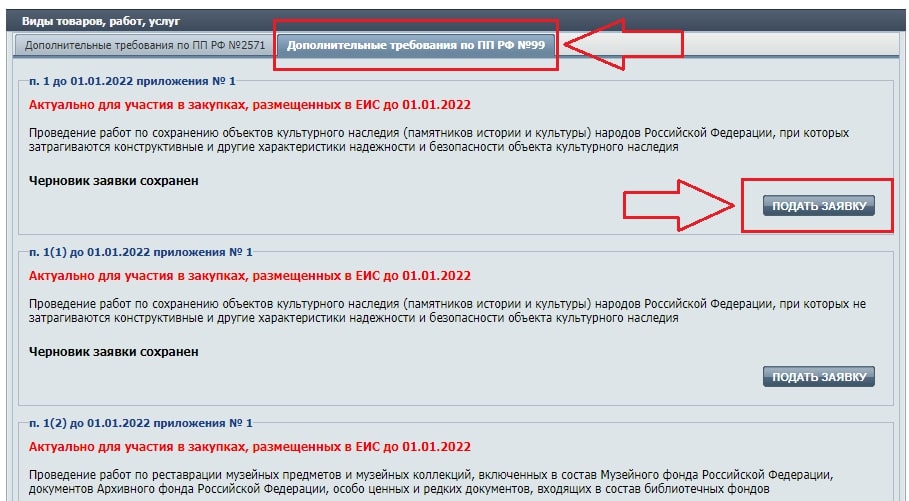 Виды товаров, работ, услуг
Дополнительные требования по ПП РФ №2571
Дополнительные требования по ПП РФ №99
п. 1 до 01.01.2022 приложения № 1
Актуально для участия в закупках, размещенных в ЕИС до 01.01.2022
Проведение работ по сохранению объектов культурного наследия (памятников истории и культуры) народов Российской Федерации, при которых
затрагиваются конструктивные и другие характеристики надежности и безопасности объекта культурного наследия
Черновик заявки сохранен
ПОДАТЬ ЗАЯВКУ
п. 1(1) до 01.01.2022 приложения № 1
Актуально для участия в закупках, размещенных в ЕИС до 01.01.2022
Проведение работ по сохранению объектов культурного наследия (памятников истории и культуры) народов Российской Федерации, при которых не
затрагиваются конструктивные и другие характеристики надежности и безопасности объекта культурного наследия
Черновик заявки сохранен
ПОДАТЬ ЗАЯВКУ
п. 1(2) до 01.01.2022 приложения № 1
Актуально для участия в закупках, размещенных в ЕИС до 01.01.2022
Проведение работ по реставрации музейных предметов и музейных коллекций, включенных в состав Музейного фонда Российской Федерации,
документов Архивного фонда Российской Федерации, особо ценных и редких документов, входящих в состав библиотечных фондов